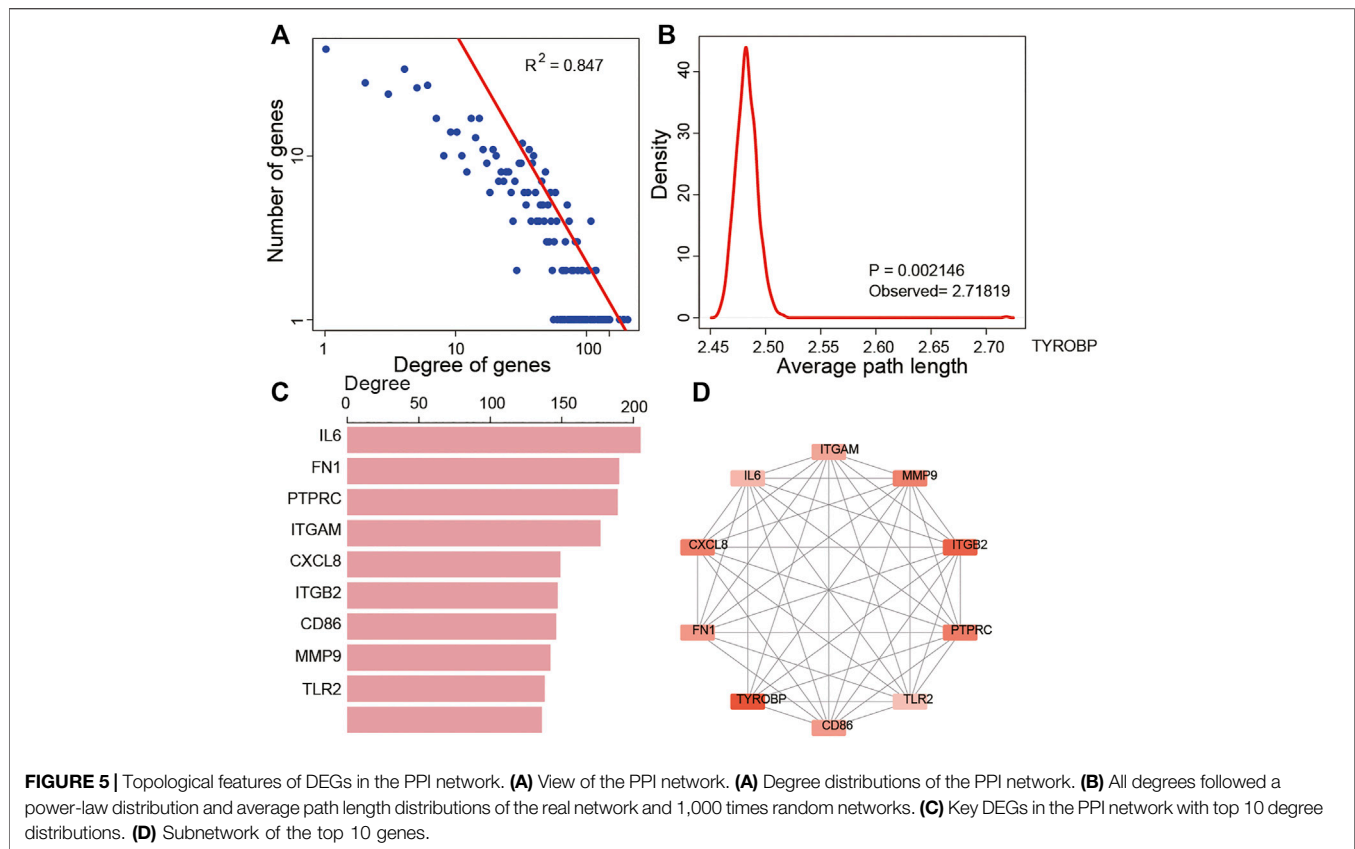 A
R2 = 0.847
Number of genes
10
1
1
10
100
Degree of genes
B
Density
40
30
20
10
0
P = 0.002146
Observed= 2.71819
2.45
2.50
2.55
2.60
2.65
2.70
TYROBP
Average path length
C
Degree
0
50
100
150
200
IL6
FN1
PTPRC
ITGAM
CXCL8
ITGB2
CD86
MMP9
TLR2
D
ITGAM
IL6
MMP9
CXCL8
ITGB2
FN1
PTPRC
TYROBP
TLR2
CD86
FIGURE 5 | Topological features of DEGs in the PPI network. (A) View of the PPI network. (A) Degree distributions of the PPI network. (B) All degrees followed a
power-law distribution and average path length distributions of the real network and 1,000 times random networks. (C) Key DEGs in the PPI network with top 10 degree
distributions. (D) Subnetwork of the top 10 genes.